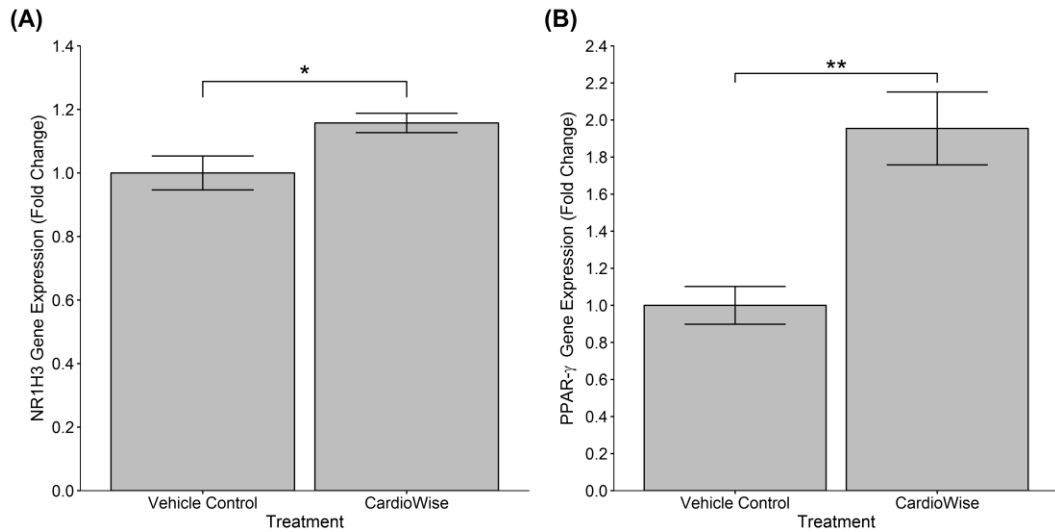 (A)
NR1H3 Gene Expression (Fold Change)
1.4
1.2
1.0
0.8
0.6
0.4
0.2
0.0
*
Vehicle Control
CardioWise
Treatment
(B)
PPAR-γ Gene Expression (Fold Change)
2.4
2.2
2.0
1.8
1.6
1.4
1.2
1.0
0.8
0.6
0.4
0.2
0.0
**
Vehicle Control
CardioWise
Treatment